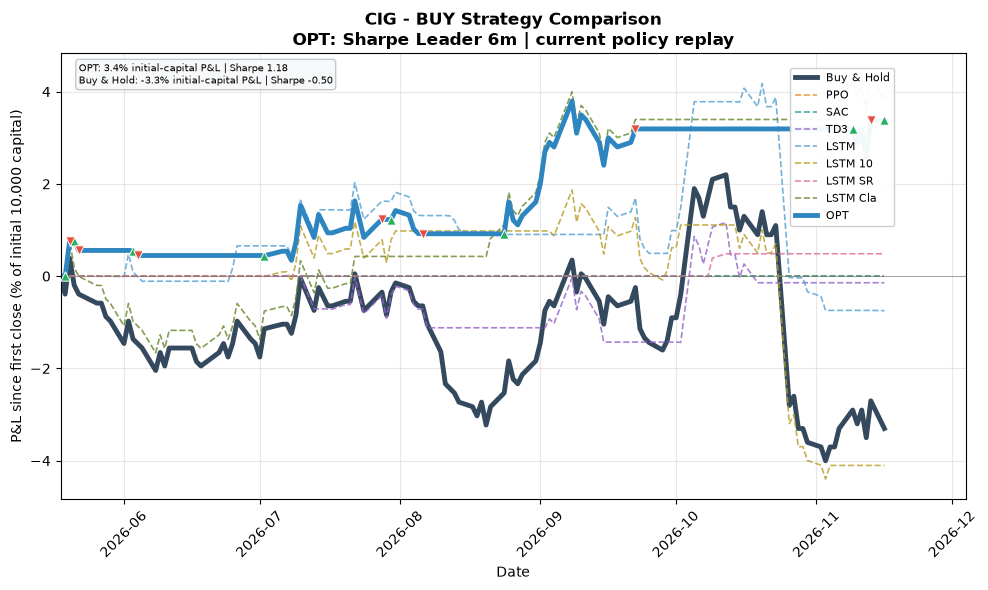 CIG - BUY Strategy Comparison
OPT: Sharpe Leader 6m | current policy replay
OPT: 3.4% initial-capital P&L | Sharpe 1.18
Buy & Hold: -3.3% initial-capital P&L | Sharpe -0.50
Buy & Hold
PPO
SAC
TD3
LSTM
LSTM 10
LSTM SR
LSTM Cla
OPT
P&L since first close (% of initial 10,000 capital)
4
2
0
−2
−4
2026-06
2026-07
2026-08
2026-09
2026-10
2026-11
2026-12
Date